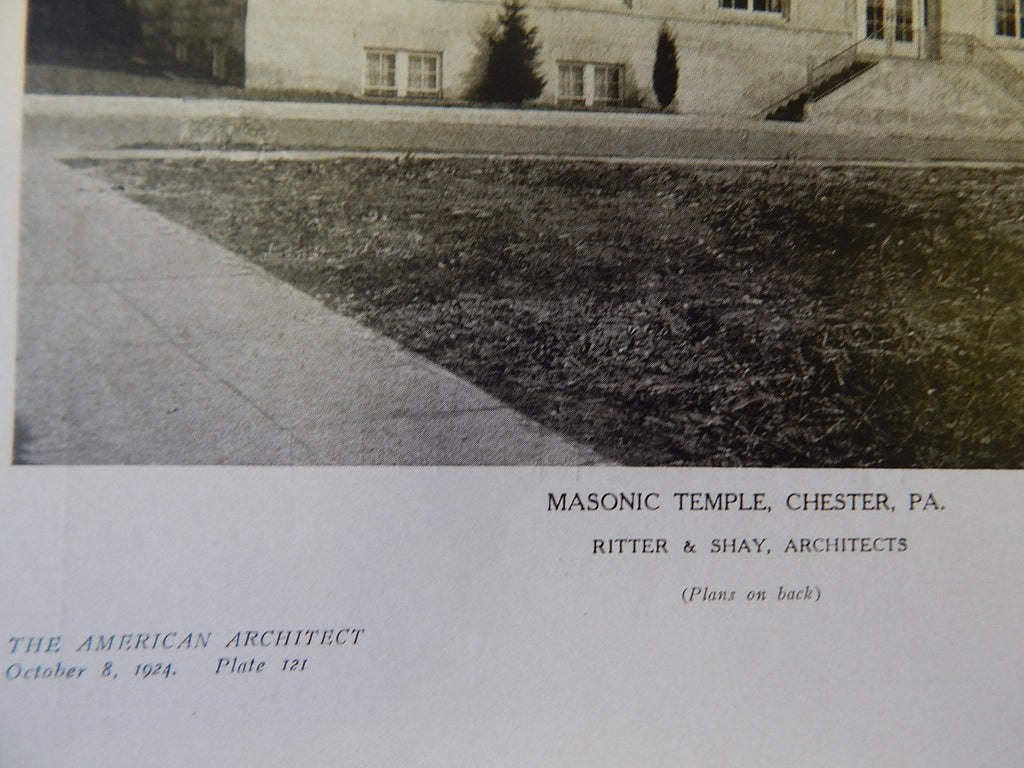 MASONIC TEMPLE, CHESTER, PA.
RITTER & SHAY, ARCHITECTS
(Plans on back)
THE AMERICAN ARCHITECT
October 8, 1924. Plate 121